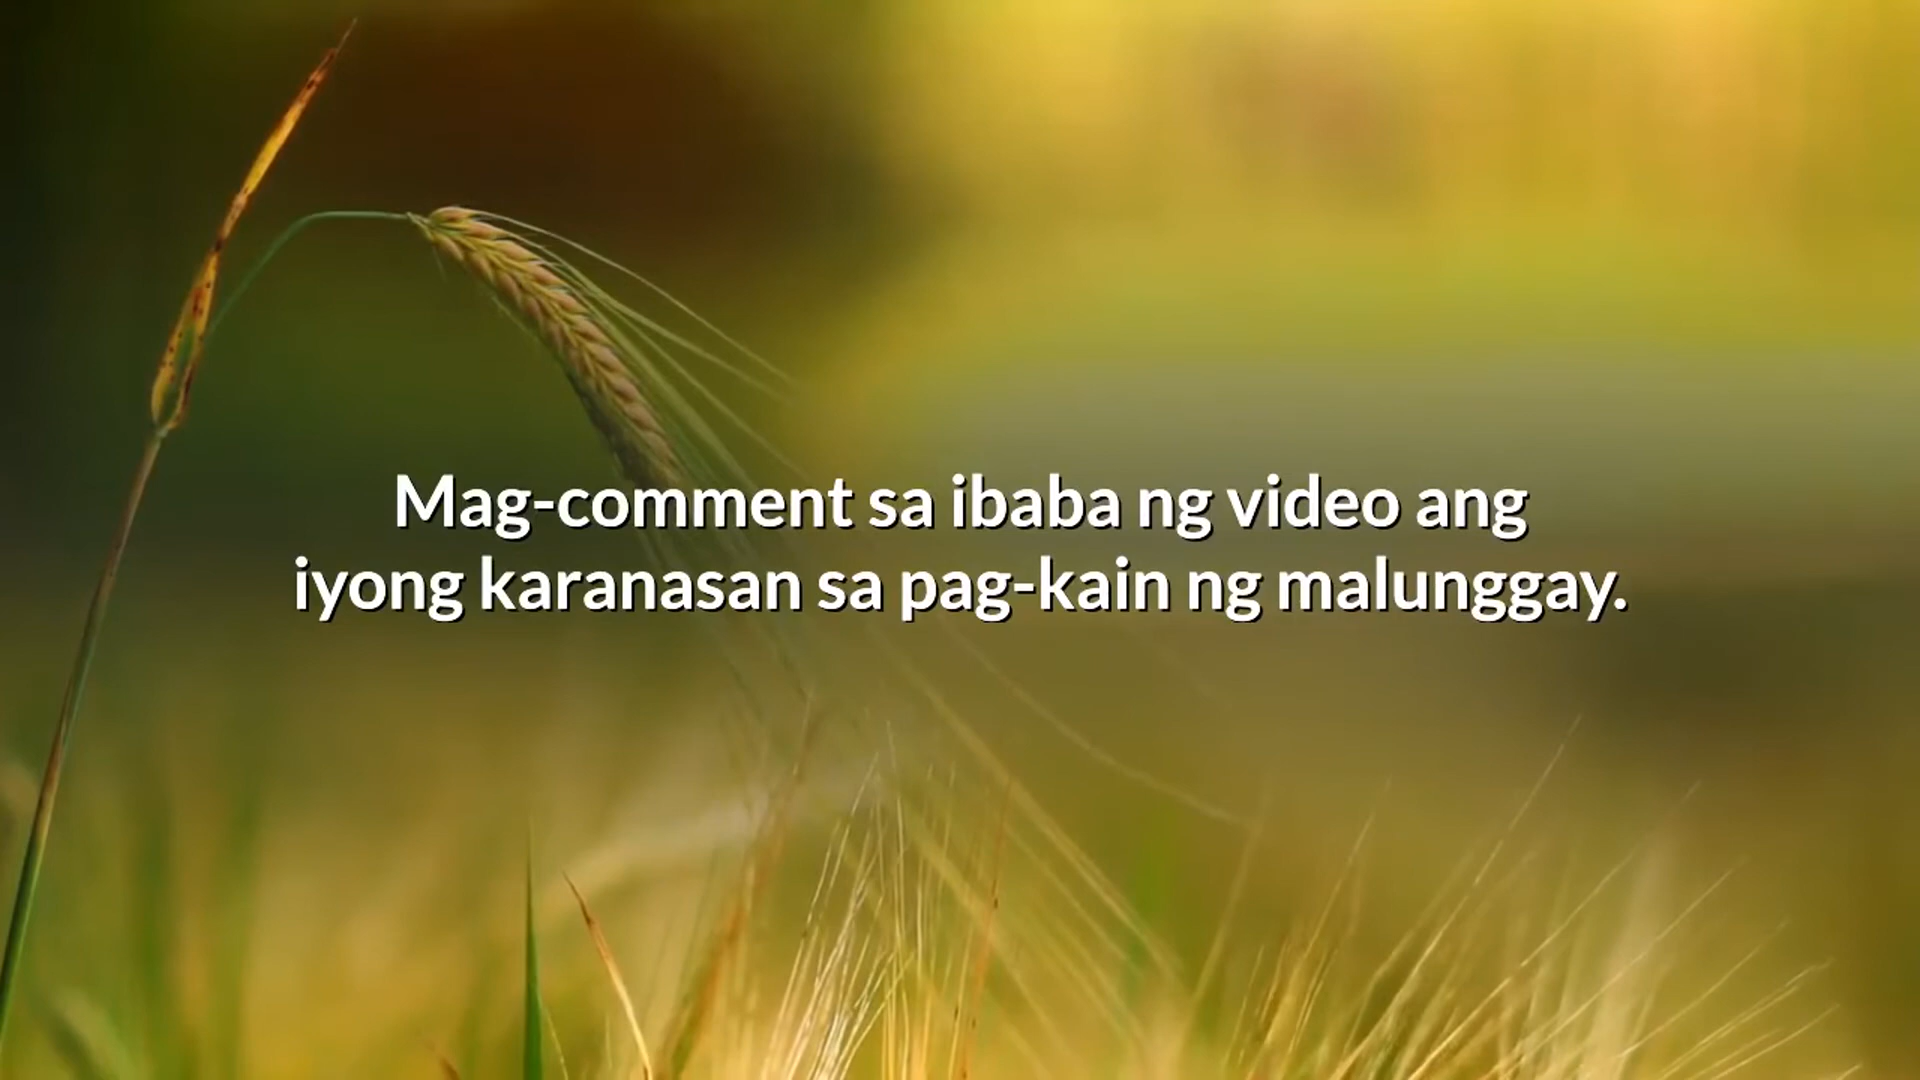 Mag-comment sa ibaba ng video ang
iyong karanasan sa pag-kain ng malunggay.